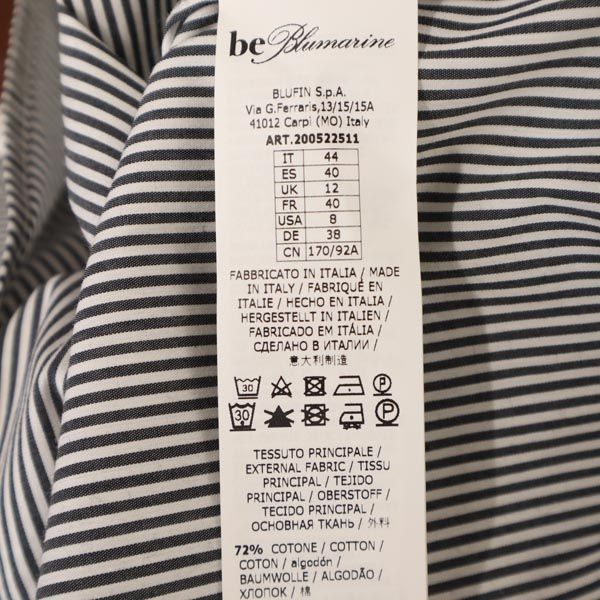 be Blumarine
BLUFIN S.p.A.
Via G.Ferraris,13/15/15A
41012 Carpi (MO) Italy
ART.200522511
IT 44
ES 40
UK 12
FR 40
USA 8
DE 38
CN 170/92A
FABBRICATO IN ITALIA / MADE
IN ITALY / FABRIQUÉ EN
ITALIE / HECHO EN ITALIA /
HERGESTELLT IN ITALIEN /
FABRICADO EM ITÁLIA /
СДЕЛАНО В ИТАЛИИ /
意大利制造
30 P
30 P
TESSUTO PRINCIPALE /
EXTERNAL FABRIC / TISSU
PRINCIPAL / TEJIDO
PRINCIPAL / OBERSTOFF /
TECIDO PRINCIPAL /
ОСНОВНАЯ ТКАНЬ / 外料
72% COTONE / COTTON /
COTON / algodón /
BAUMWOLLE / ALGODÃO /
ХЛОПОК / 棉